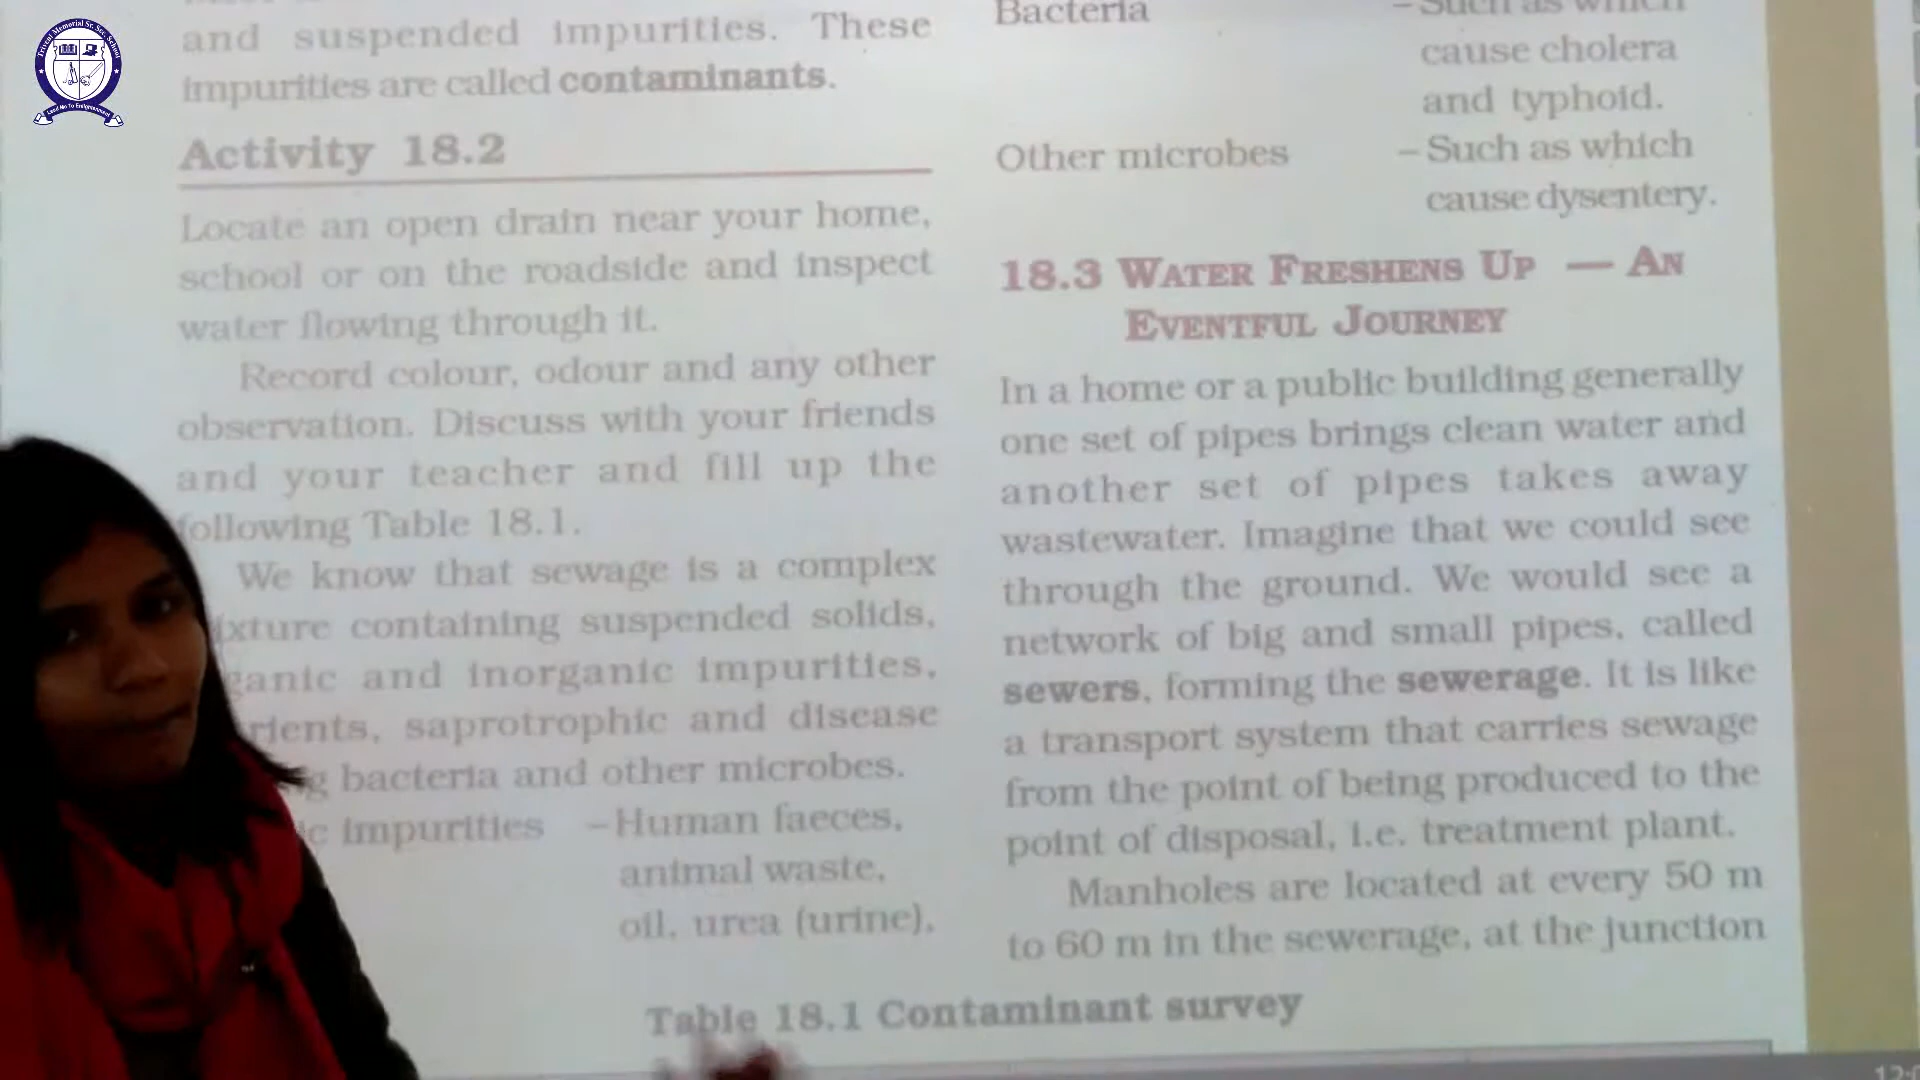 and suspended impurities. These
impurities are called contaminants.
Activity 18.2
Locate an open drain near your home,
school or on the roadside and inspect
water flowing through it.
Record colour, odour and any other
observation. Discuss with your friends
and your teacher and fill up the
following Table 18.1.
We know that sewage is a complex
ixture containing suspended solids,
ganic and inorganic impurities,
rients, saprotrophic and disease
g bacteria and other microbes.
c impurities – Human faeces,
animal waste,
oil, urea (urine),
Bacteria – Such as which
cause cholera
and typhoid.
Other microbes – Such as which
cause dysentery.
18.3 WATER FRESHENS UP — AN
EVENTFUL JOURNEY
In a home or a public building generally
one set of pipes brings clean water and
another set of pipes takes away
wastewater. Imagine that we could see
through the ground. We would see a
network of big and small pipes, called
sewers, forming the sewerage. It is like
a transport system that carries sewage
from the point of being produced to the
point of disposal, i.e. treatment plant.
Manholes are located at every 50 m
to 60 m in the sewerage, at the junction
Table 18.1 Contaminant survey